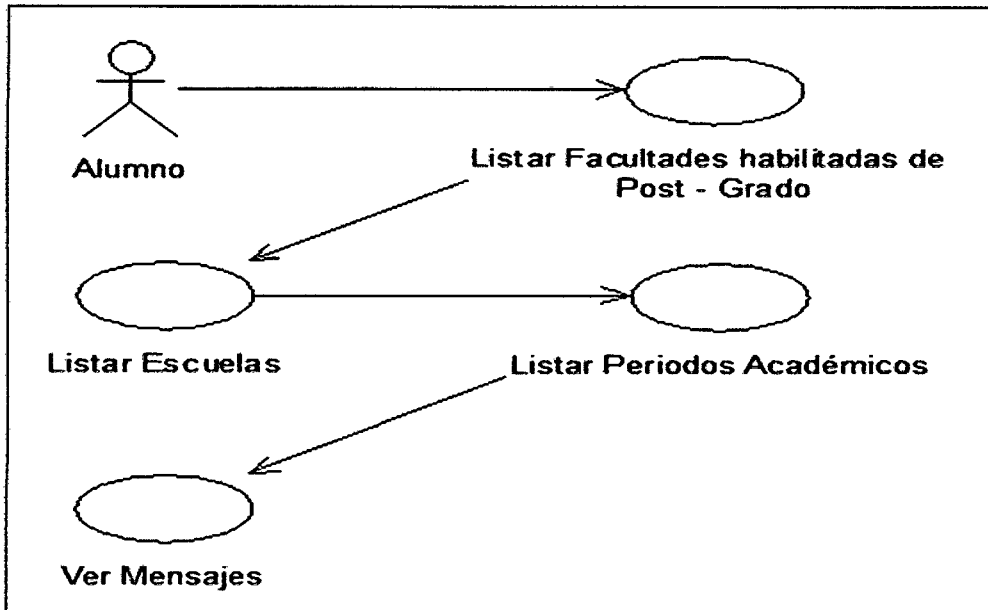 Alumno
Listar Facultades habilitadas de
Post - Grado
Listar Escuelas
Listar Periodos Académicos
Ver Mensajes